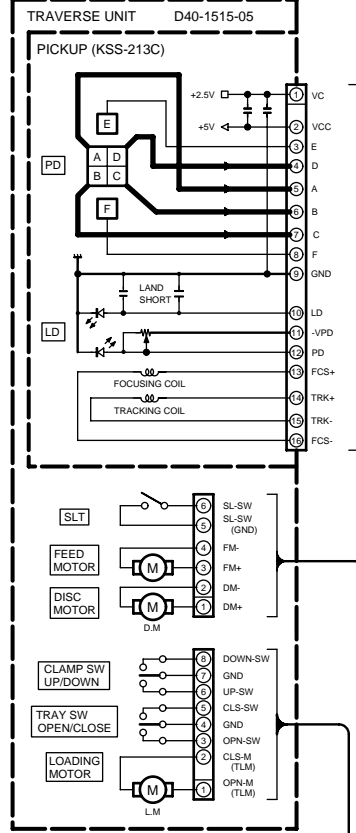 TRAVERSE UNIT D40-1515-05
PICKUP (KSS-213C)
+2.5V 1 VC
+5V 2 VCC
E 3 E
PD A D 4 D
B C 5 A
6 B
F 7 C
8 F
9 GND
LAND
SHORT
10 LD
LD 11 -VPD
12 PD
13 FCS+
FOCUSING COIL
14 TRK+
TRACKING COIL
15 TRK-
16 FCS-
SLT 6 SL-SW
5 SL-SW
(GND)
FEED
MOTOR
4 FM-
M 3 FM+
DISC
MOTOR
2 DM-
M 1 DM+
D.M
CLAMP SW
UP/DOWN
8 DOWN-SW
7 GND
6 UP-SW
TRAY SW
OPEN/CLOSE
5 CLS-SW
4 GND
3 OPN-SW
LOADING
MOTOR
2 CLS-M
(TLM)
M 1 OPN-M
(TLM)
L.M